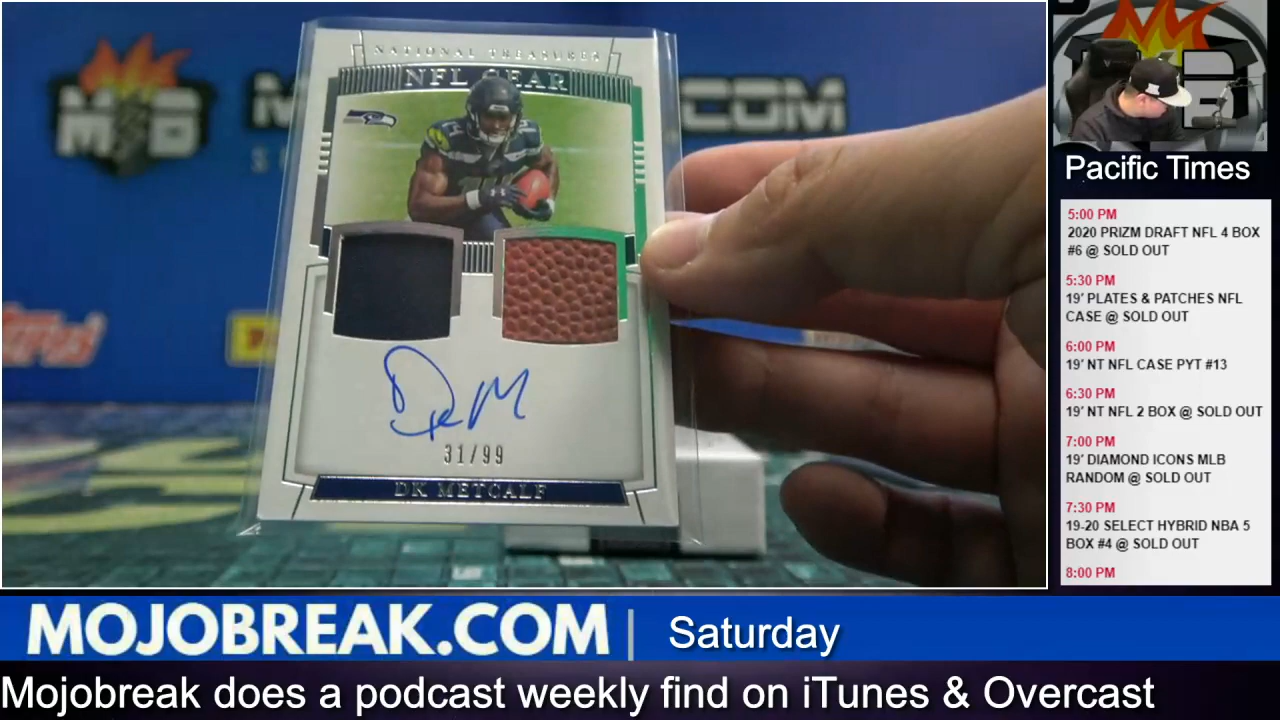 NATIONAL TREASURES
NFL GEAR
14
31/99
DK METCALF
M
D
.COM
Pacific Times
5:00 PM
2020 PRIZM DRAFT NFL 4 BOX
#6 @ SOLD OUT
5:30 PM
19' PLATES & PATCHES NFL
CASE @ SOLD OUT
6:00 PM
19' NT NFL CASE PYT #13
6:30 PM
19' NT NFL 2 BOX @ SOLD OUT
7:00 PM
19' DIAMOND ICONS MLB
RANDOM @ SOLD OUT
7:30 PM
19-20 SELECT HYBRID NBA 5
BOX #4 @ SOLD OUT
8:00 PM
MOJOBREAK.COM | Saturday
Mojobreak does a podcast weekly find on iTunes & Overcast